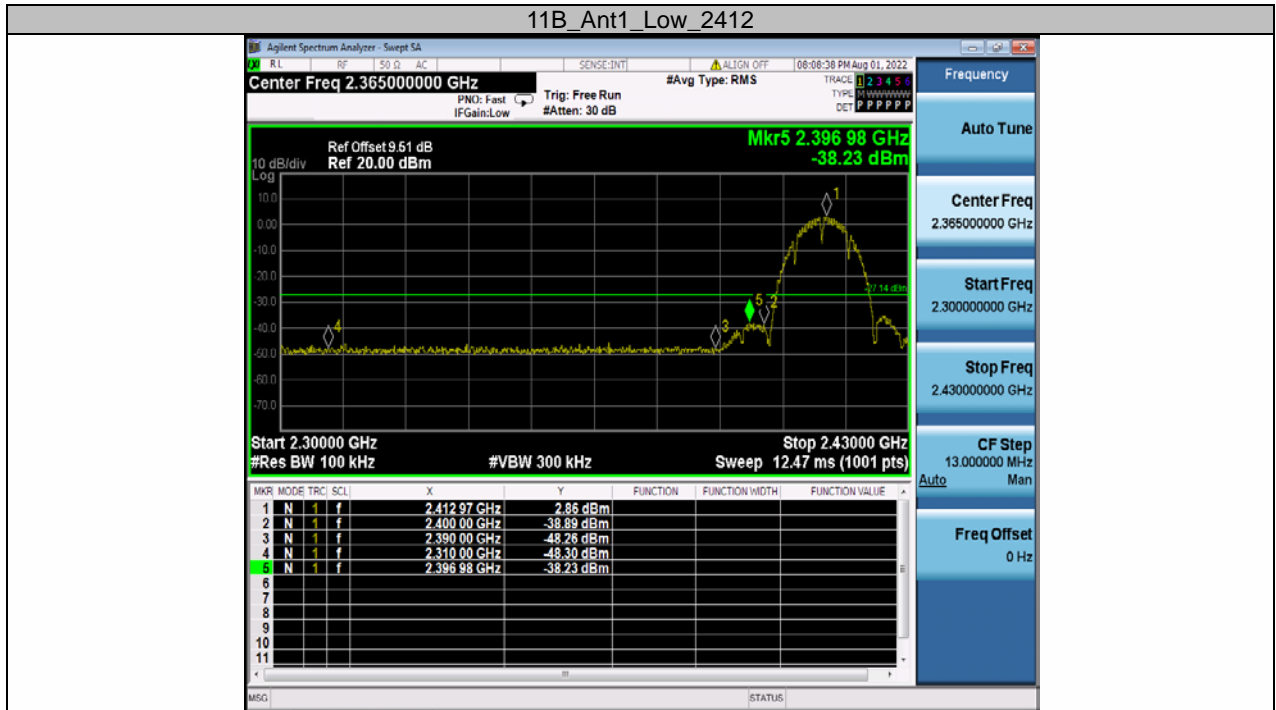 11B_Ant1_Low_2412
Agilent Spectrum Analyzer - Swept SA
RL RF 50 Ω AC SENSE:INT ALIGN OFF 08:08:38 PM Aug 01, 2022
Center Freq 2.365000000 GHz
PNO: Fast
IFGain:Low
Trig: Free Run
#Atten: 30 dB
#Avg Type: RMS
TRACE 1 2 3 4 5 6
TYPE M W W W W W
DET P P P P P P
Mkr5 2.396 98 GHz
-38.23 dBm
Ref Offset 9.51 dB
10 dB/div Ref 20.00 dBm
Log
10.0
0.00
-10.0
-20.0
-30.0
-40.0
-50.0
-60.0
-70.0
1
-27.14 dBm
5
2
3
4
Start 2.30000 GHz Stop 2.43000 GHz
#Res BW 100 kHz #VBW 300 kHz Sweep 12.47 ms (1001 pts)
MKR MODE TRC SCL X Y FUNCTION FUNCTION WIDTH FUNCTION VALUE
1 N 1 f 2.412 97 GHz 2.86 dBm
2 N 1 f 2.400 00 GHz -38.89 dBm
3 N 1 f 2.390 00 GHz -48.26 dBm
4 N 1 f 2.310 00 GHz -48.30 dBm
5 N 1 f 2.396 98 GHz -38.23 dBm
6
7
8
9
10
11
MSG STATUS
Frequency
Auto Tune
Center Freq
2.365000000 GHz
Start Freq
2.300000000 GHz
Stop Freq
2.430000000 GHz
CF Step
13.000000 MHz
Auto Man
Freq Offset
0 Hz